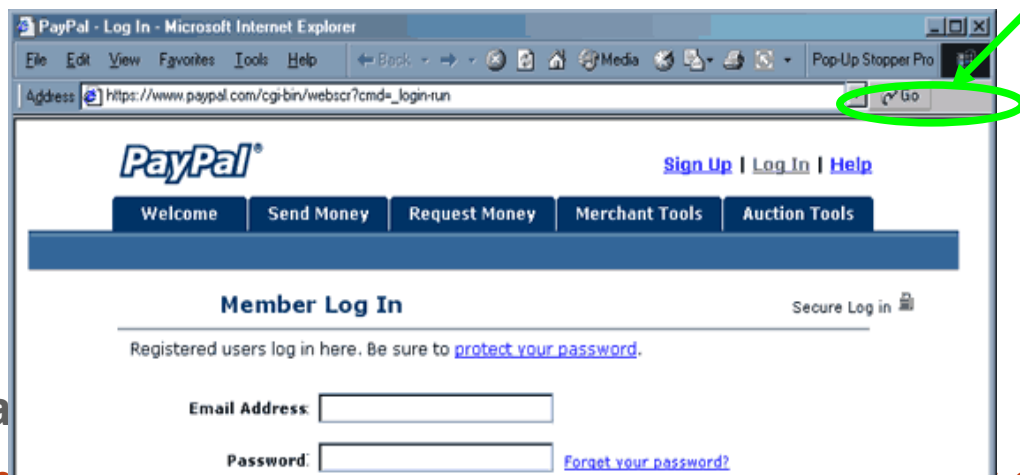 PayPal - Log In - Microsoft Internet Explorer
File Edit View Favorites Tools Help Back Media Pop-Up Stopper Pro
Address https://www.paypal.com/cgi-bin/webscr?cmd=_login-run Go
PayPal®
Sign Up | Log In | Help
Welcome Send Money Request Money Merchant Tools Auction Tools
Member Log In Secure Log in
Registered users log in here. Be sure to protect your password.
Email Address:
Password: Forget your password?